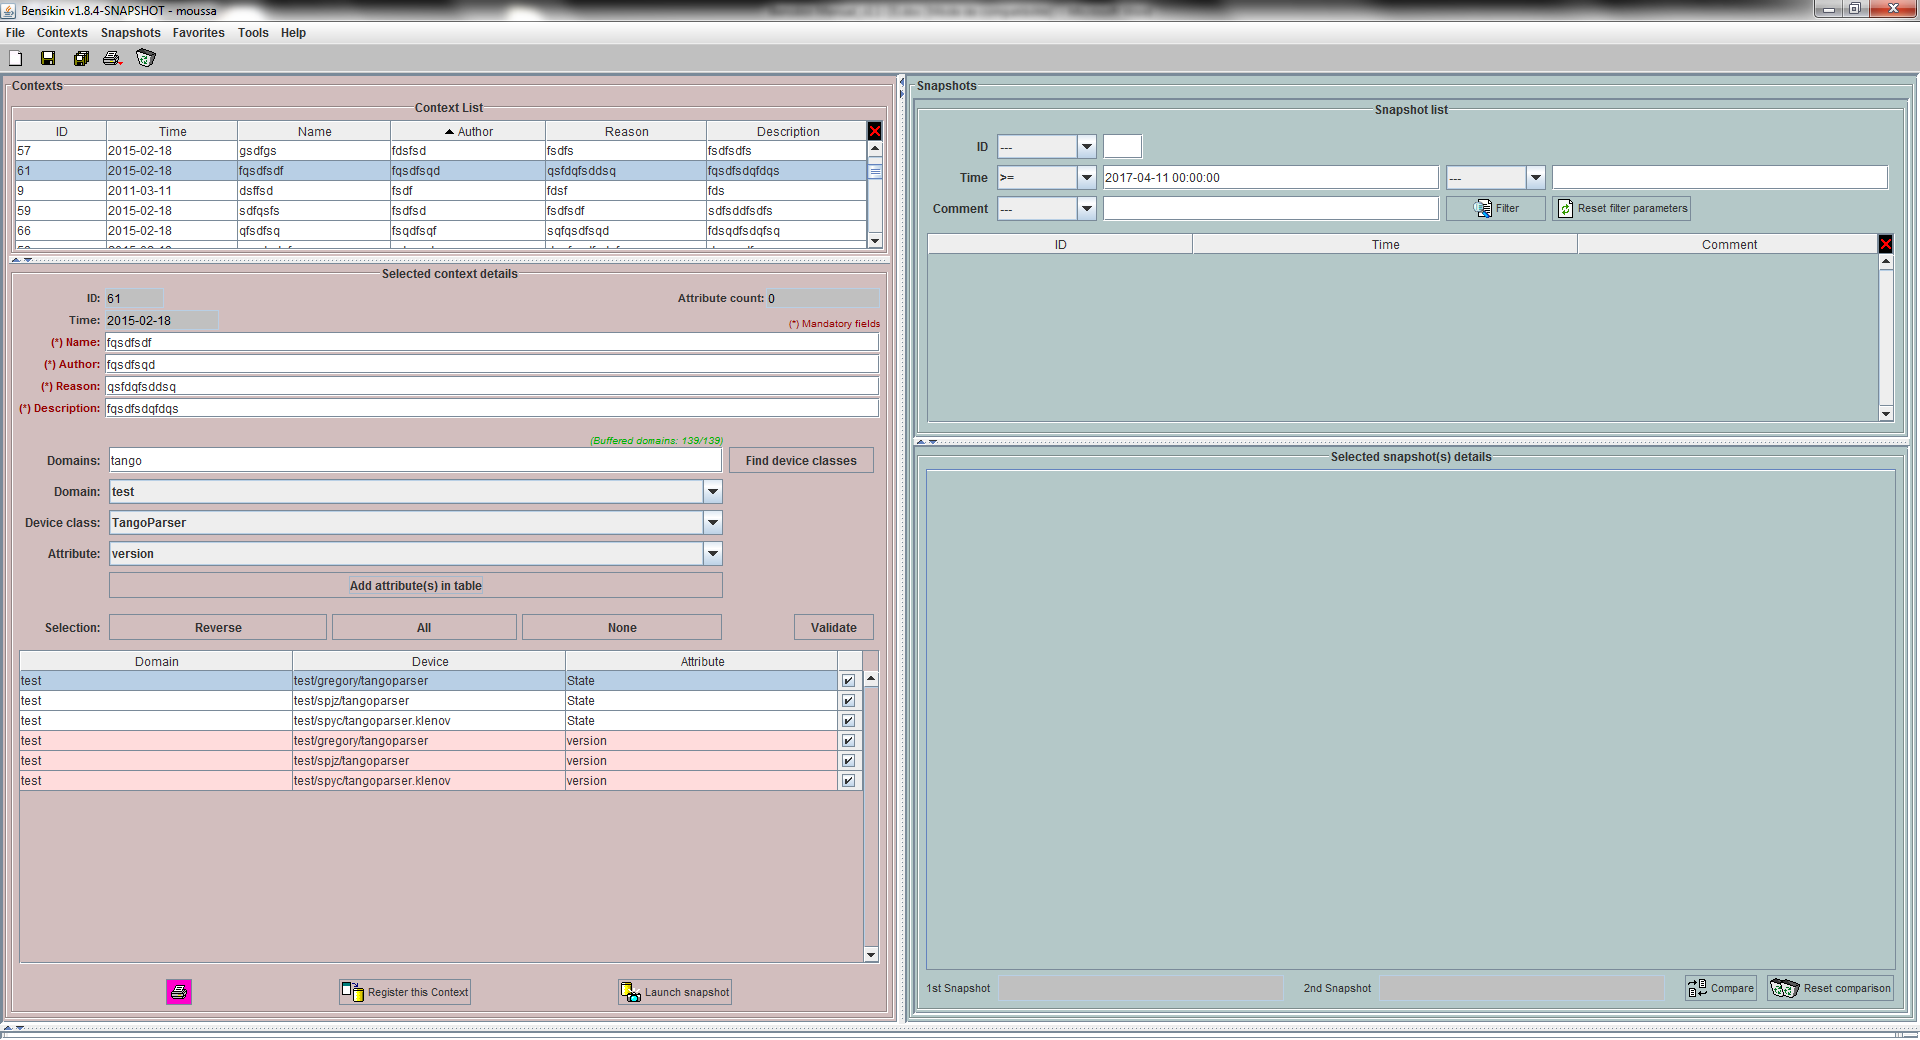 Bensikin v1.8.4-SNAPSHOT - moussa
File Contexts Snapshots Favorites Tools Help
Contexts
Context List
ID Time Name Author Reason Description
57 2015-02-18 gsdfgs fdsfsd fsdfs fsdfsdfs
61 2015-02-18 fqsdfsdf fqsdfsqd qsfdqfsddsq fqsdfsdqfdqs
9 2011-03-11 dsffsd fsdf fdsf fds
59 2015-02-18 sdfqsfs fsdfsd fsdfsdf sdfsddfsdfs
66 2015-02-18 qfsdfsq fsqdfsqf sqfqsdfsqd fdsqdfsdqfsq
Selected context details
ID: 61 Attribute count: 0
Time: 2015-02-18
(*) Mandatory fields
(*) Name: fqsdfsdf
(*) Author: fqsdfsqd
(*) Reason: qsfdqfsddsq
(*) Description: fqsdfsdqfdqs
(Buffered domains: 139/139)
Domains: tango Find device classes
Domain: test
Device class: TangoParser
Attribute: version
Add attribute(s) in table
Selection: Reverse All None Validate
Domain Device Attribute
test test/gregory/tangoparser State
test test/spjz/tangoparser State
test test/spyc/tangoparser.klenov State
test test/gregory/tangoparser version
test test/spjz/tangoparser version
test test/spyc/tangoparser.klenov version
Register this Context Launch snapshot
Snapshots
Snapshot list
ID ---
Time >= 2017-04-11 00:00:00 ---
Comment --- Filter Reset filter parameters
ID Time Comment
Selected snapshot(s) details
1st Snapshot 2nd Snapshot Compare Reset comparison